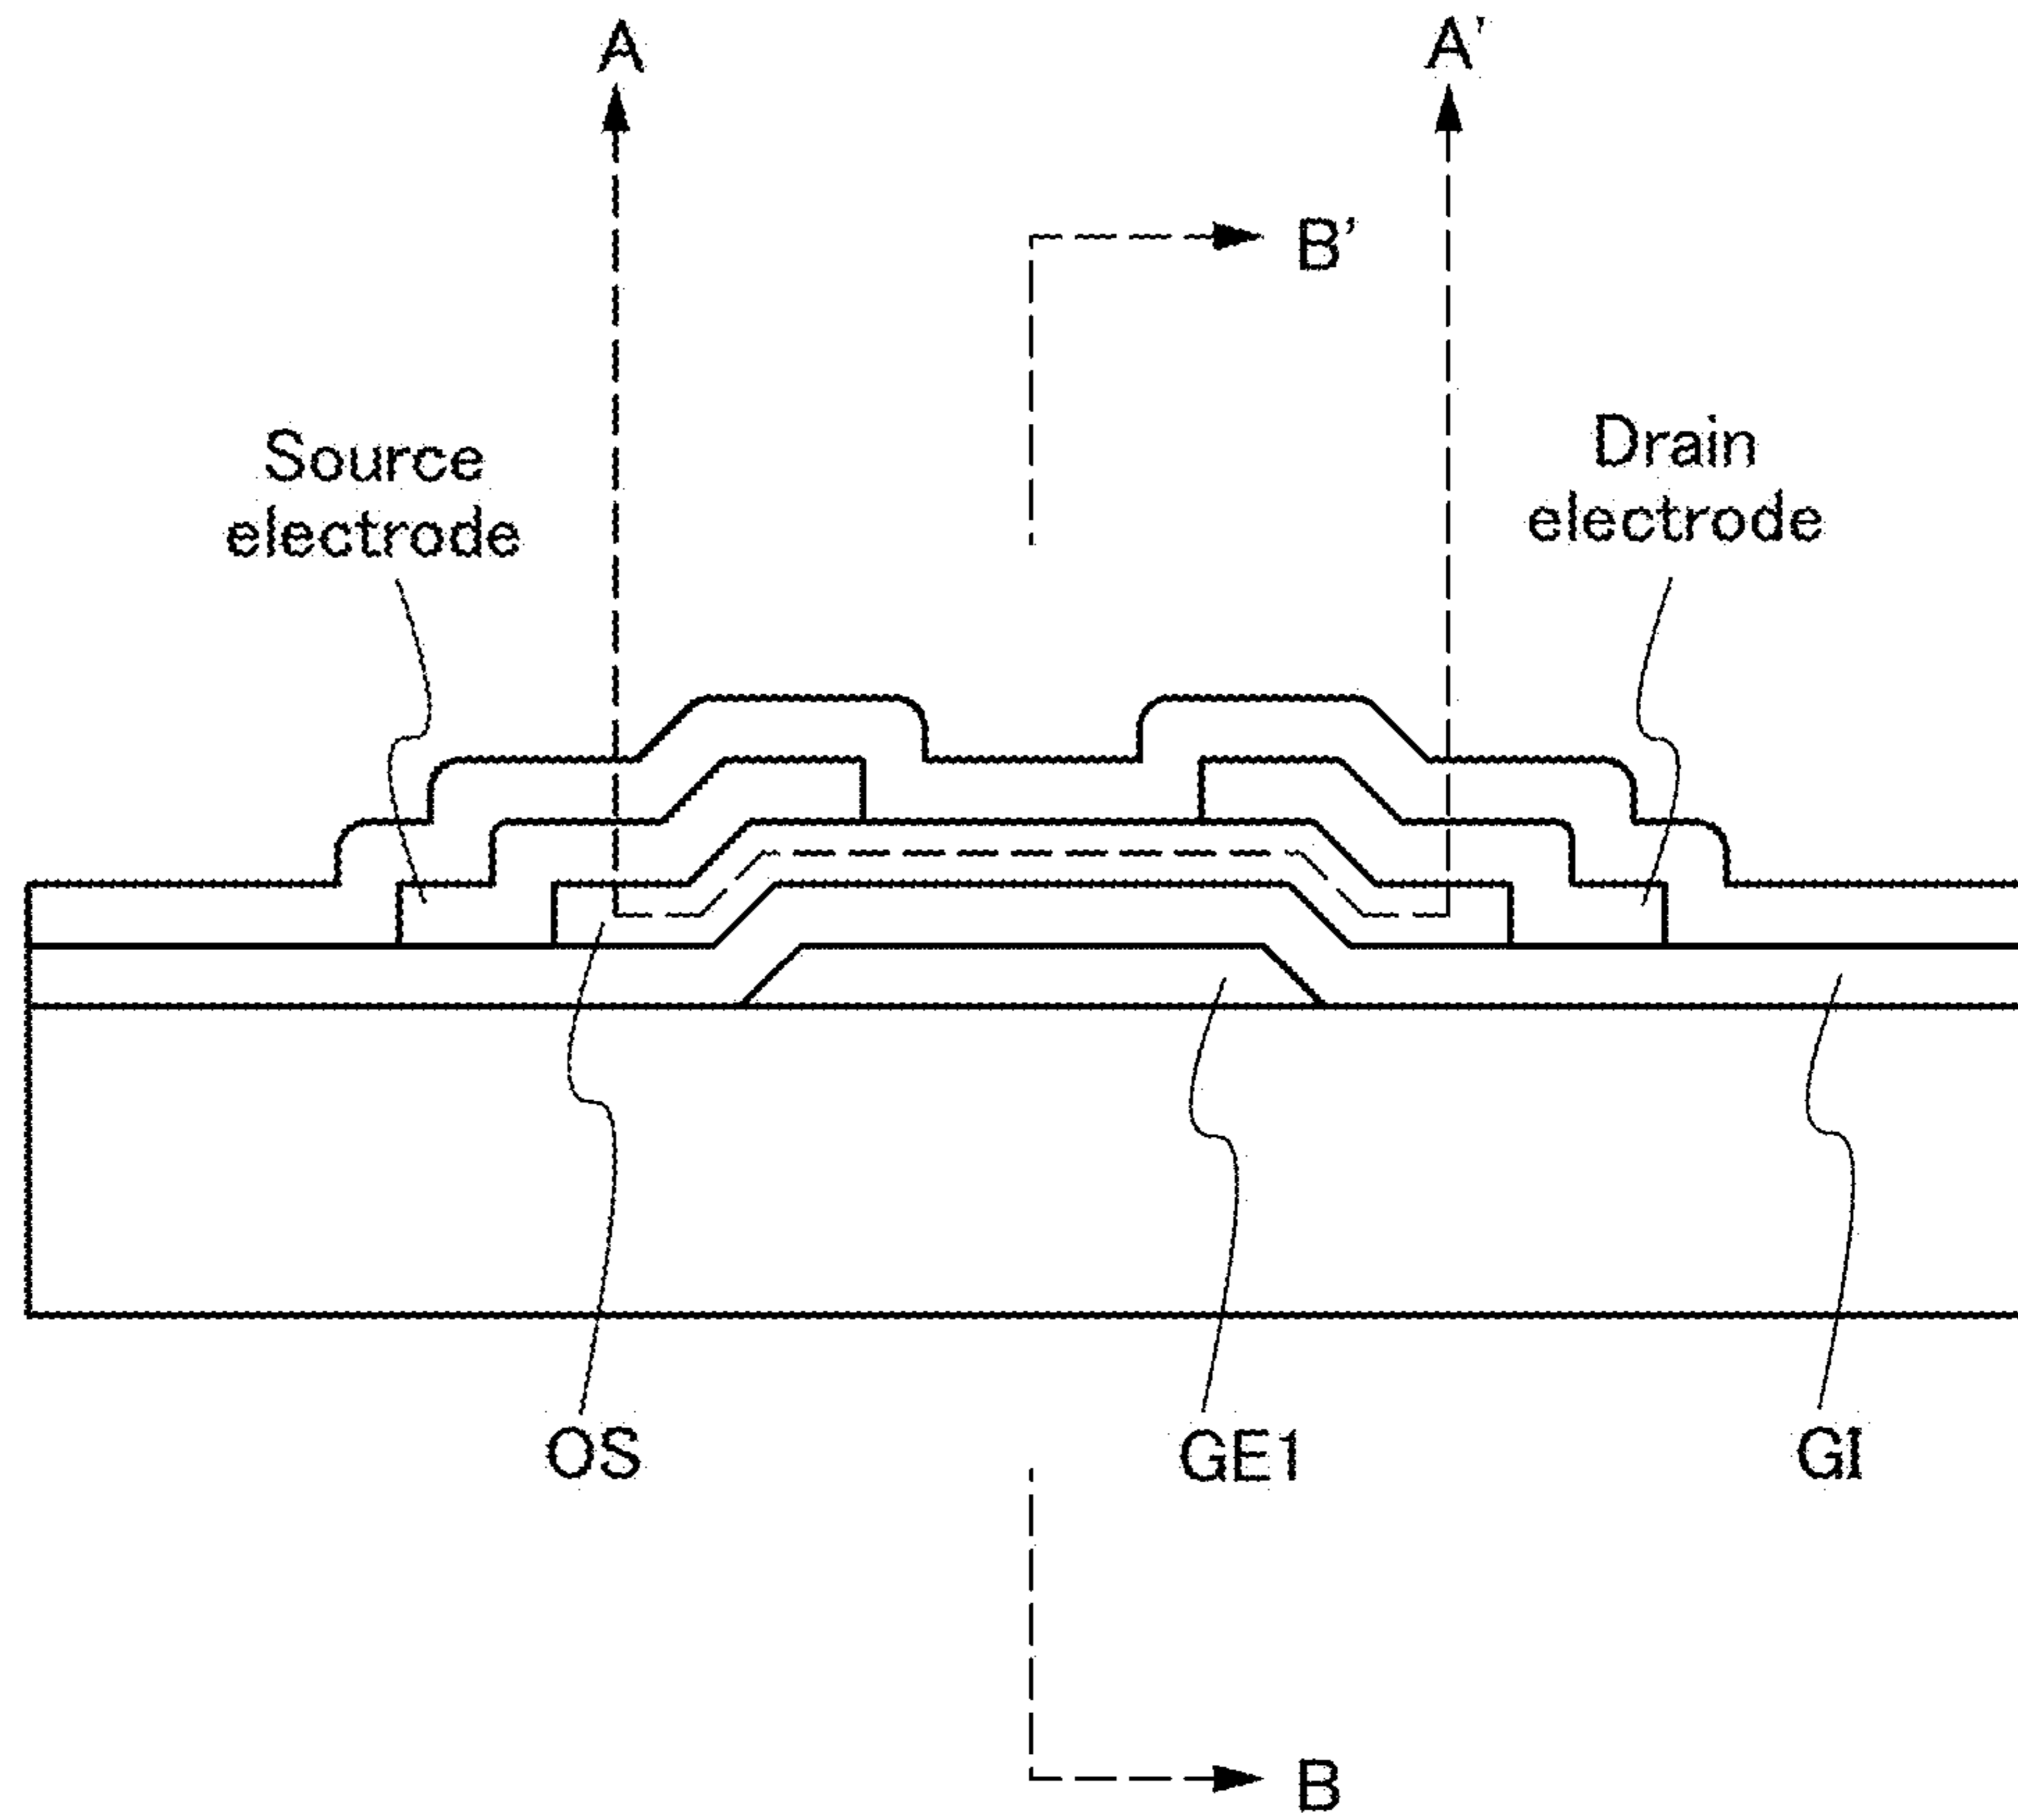 A
A'
B'
Source
electrode
Drain
electrode
OS
GE1
GI
B